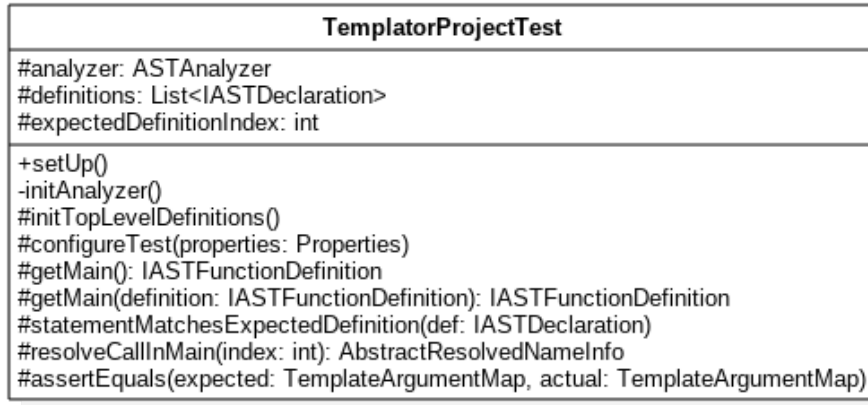 TemplatorProjectTest
#analyzer: ASTAnalyzer
#definitions: List<IASTDeclaration>
#expectedDefinitionIndex: int
+setUp()
-initAnalyzer()
#initTopLevelDefinitions()
#configureTest(properties: Properties)
#getMain(): IASTFunctionDefinition
#getMain(definition: IASTFunctionDefinition): IASTFunctionDefinition
#statementMatchesExpectedDefinition(def: IASTDeclaration)
#resolveCallInMain(index: int): AbstractResolvedNameInfo
#assertEquals(expected: TemplateArgumentMap, actual: TemplateArgumentMap)